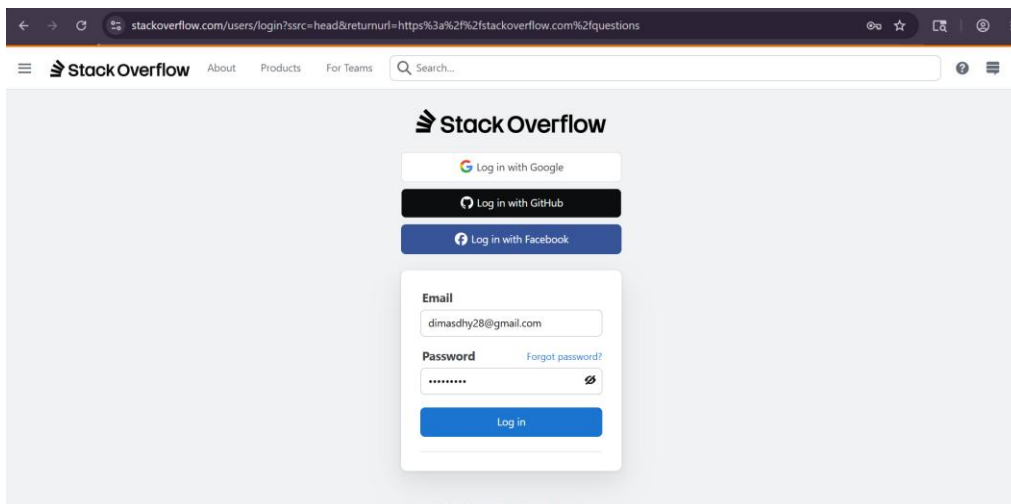 stackoverflow.com/users/login?ssrc=head&returnurl=https%3a%2f%2fstackoverflow.com%2fquestions
Stack Overflow About Products For Teams Search...
Stack Overflow
Log in with Google
Log in with GitHub
Log in with Facebook
Email
dimasdhy28@gmail.com
Password Forgot password?
•••••••••
Log in